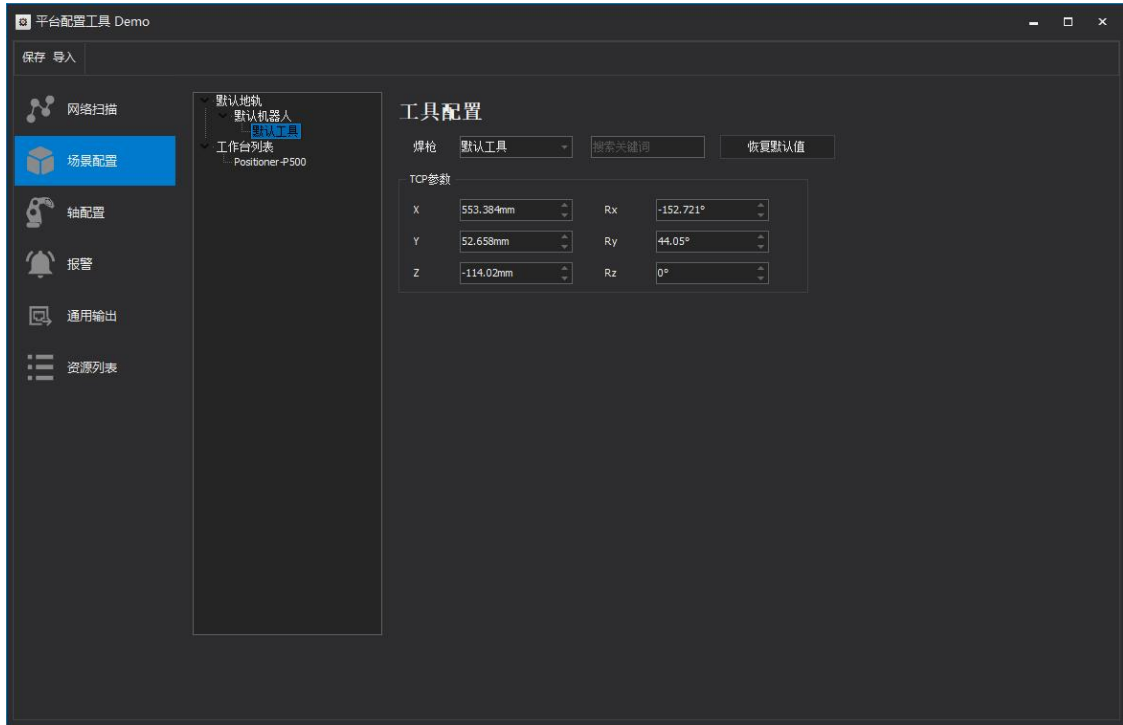 平台配置工具 Demo
保存 导入
网络扫描
场景配置
轴配置
报警
通用输出
资源列表
默认地轨
默认机器人
默认工具
工作台列表
Positioner-P500
工具配置
焊枪 默认工具 搜索关键词 恢复默认值
TCP参数
X 553.384mm Rx -152.721°
Y 52.658mm Ry 44.05°
Z -114.02mm Rz 0°